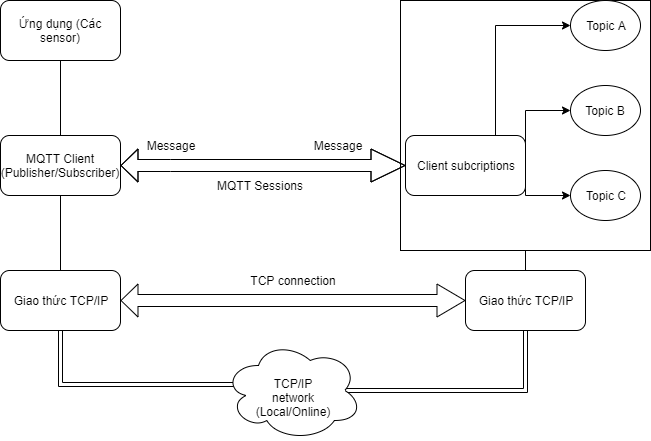 Ứng dụng (Các
sensor)
Topic A
Topic B
Topic C
Message
Message
MQTT Client
(Publisher/Subscriber)
Client subcriptions
MQTT Sessions
TCP connection
Giao thức TCP/IP
Giao thức TCP/IP
TCP/IP
network
(Local/Online)